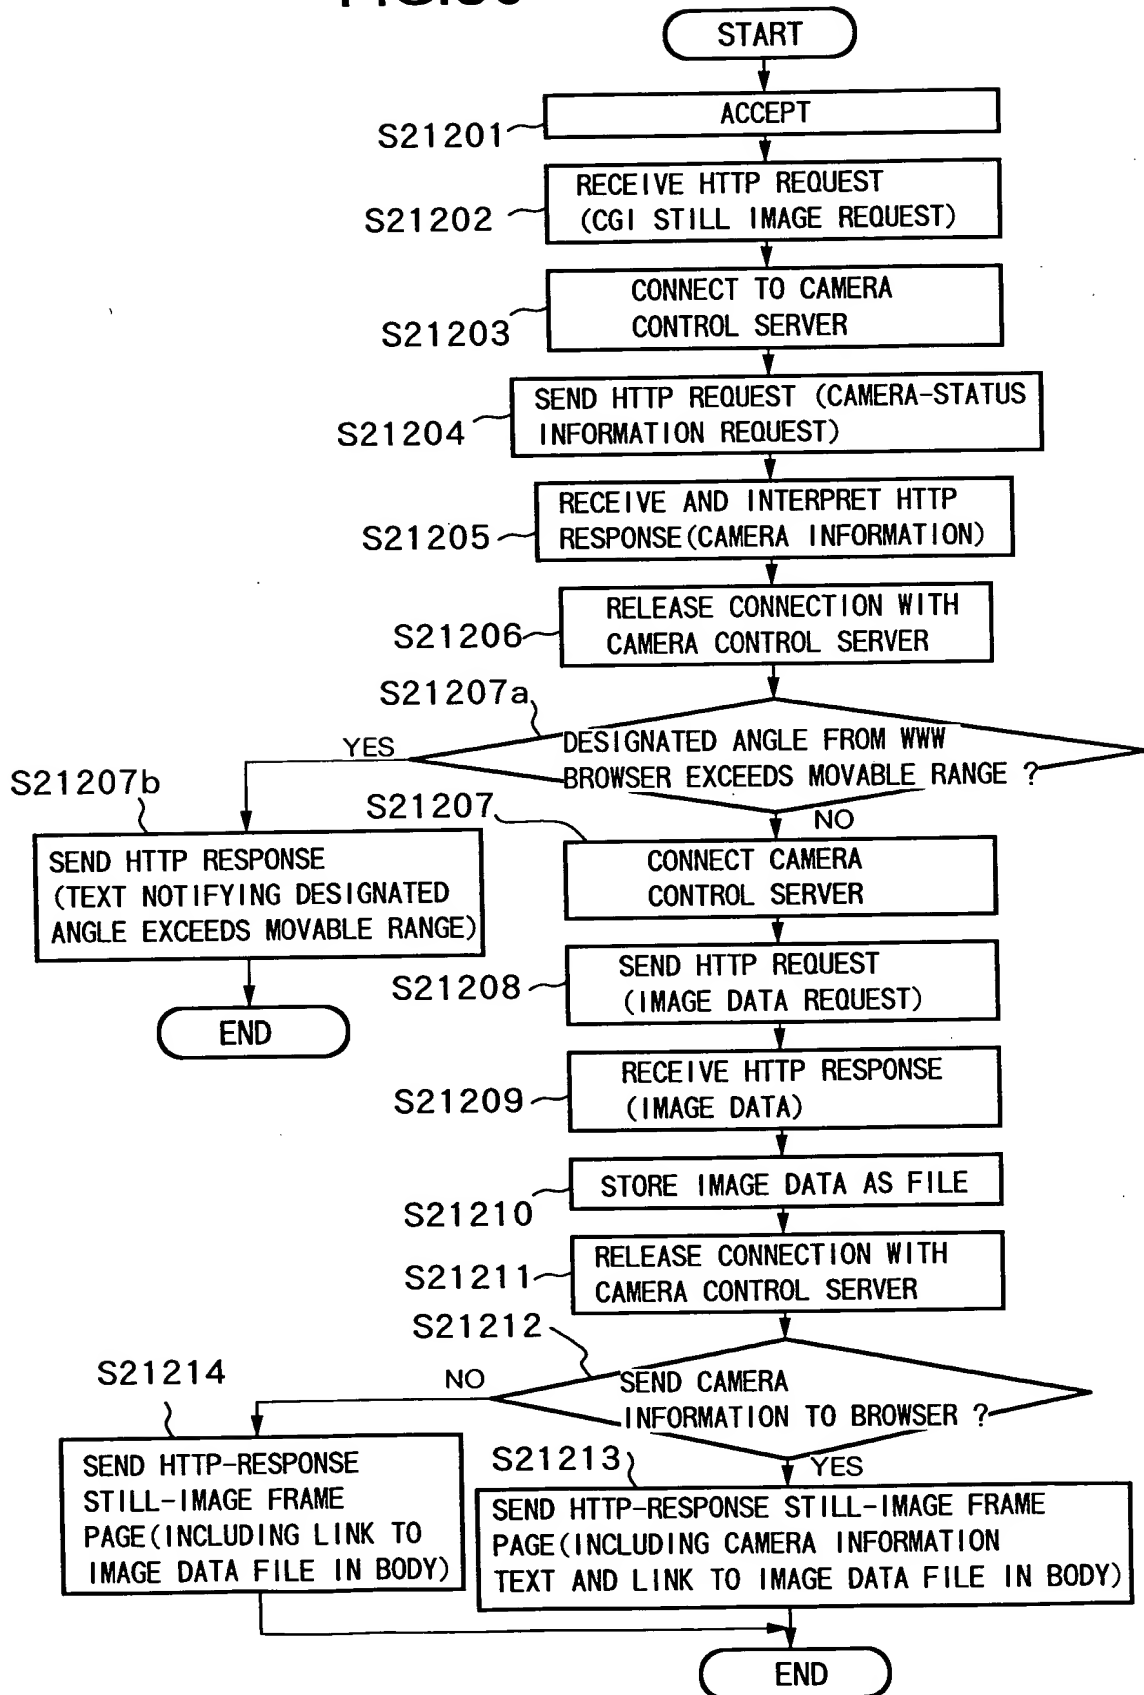 START
S21201
ACCEPT
S21202
RECEIVE HTTP REQUEST
(CGI STILL IMAGE REQUEST)
S21203
CONNECT TO CAMERA
CONTROL SERVER
S21204
SEND HTTP REQUEST (CAMERA-STATUS
INFORMATION REQUEST)
S21205
RECEIVE AND INTERPRET HTTP
RESPONSE(CAMERA INFORMATION)
S21206
RELEASE CONNECTION WITH
CAMERA CONTROL SERVER
S21207a
DESIGNATED ANGLE FROM WWW
BROWSER EXCEEDS MOVABLE RANGE ?
YES
NO
S21207b
SEND HTTP RESPONSE
(TEXT NOTIFYING DESIGNATED
ANGLE EXCEEDS MOVABLE RANGE)
END
S21207
CONNECT CAMERA
CONTROL SERVER
S21208
SEND HTTP REQUEST
(IMAGE DATA REQUEST)
S21209
RECEIVE HTTP RESPONSE
(IMAGE DATA)
S21210
STORE IMAGE DATA AS FILE
S21211
RELEASE CONNECTION WITH
CAMERA CONTROL SERVER
S21212
SEND CAMERA
INFORMATION TO BROWSER ?
NO
YES
S21214
SEND HTTP-RESPONSE
STILL-IMAGE FRAME
PAGE(INCLUDING LINK TO
IMAGE DATA FILE IN BODY)
S21213
SEND HTTP-RESPONSE STILL-IMAGE FRAME
PAGE(INCLUDING CAMERA INFORMATION
TEXT AND LINK TO IMAGE DATA FILE IN BODY)
END